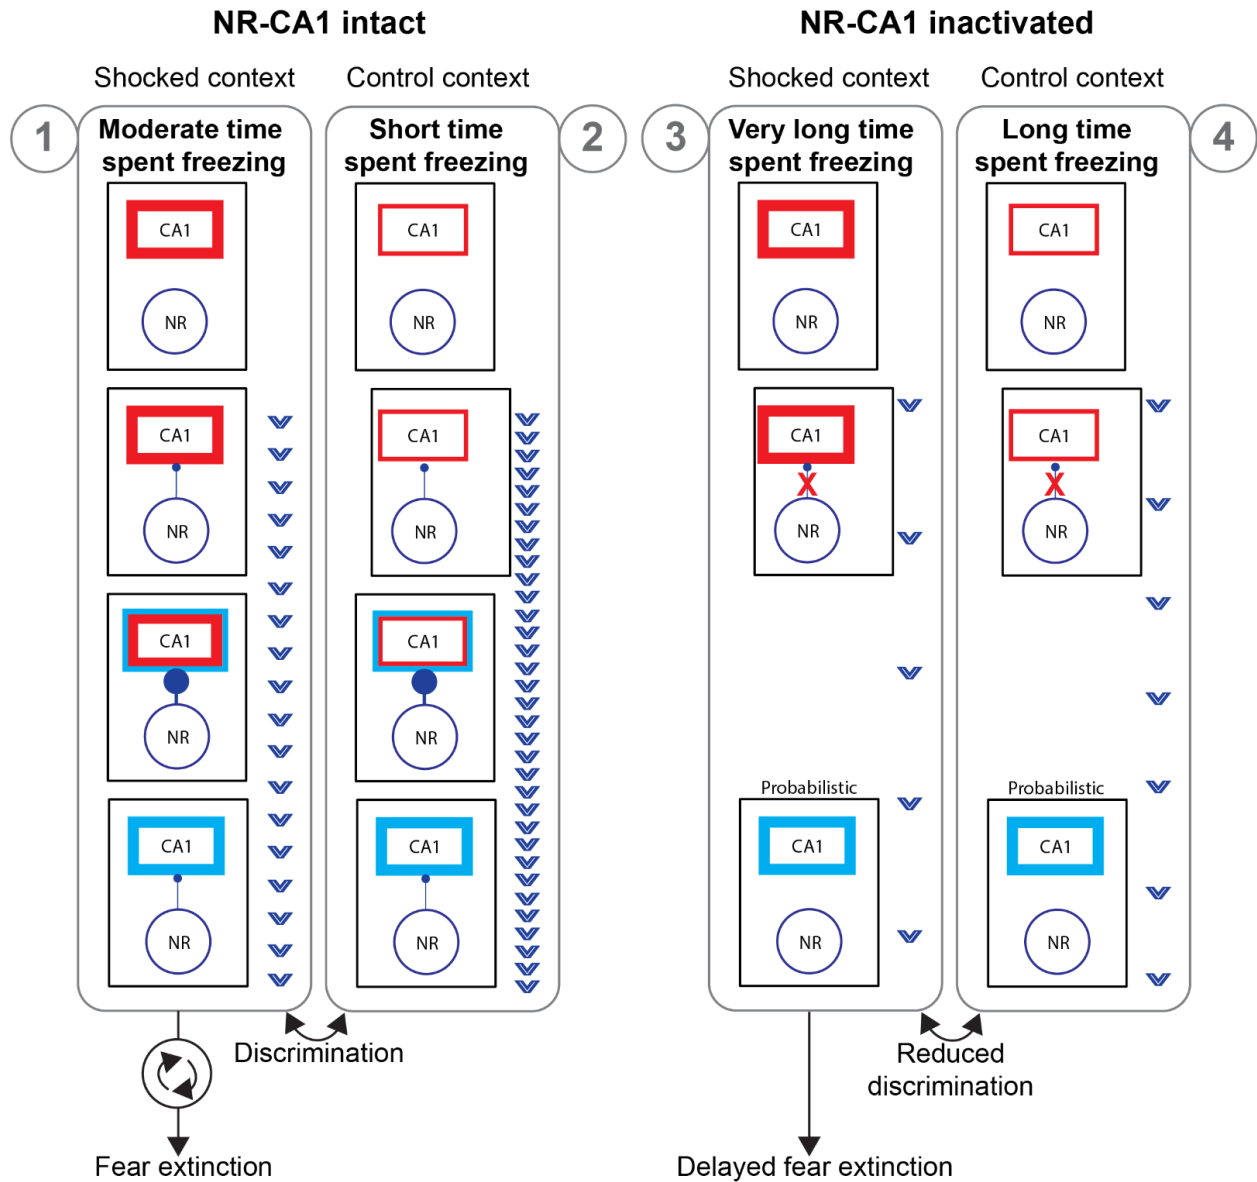 NR-CA1 intact
NR-CA1 inactivated
Shocked context
Control context
Shocked context
Control context
1
Moderate time
spent freezing
Short time
spent freezing
2
3
Very long time
spent freezing
Long time
spent freezing
4
CA1
NR
CA1
NR
CA1
NR
CA1
NR
CA1
NR
CA1
NR
CA1
X
NR
CA1
X
NR
CA1
NR
CA1
NR
Probabilistic
Probabilistic
CA1
NR
CA1
NR
CA1
NR
CA1
NR
Discrimination
Reduced
discrimination
Fear extinction
Delayed fear extinction